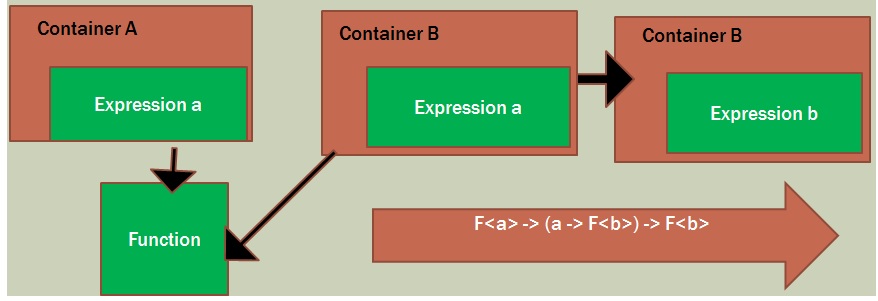 Container A
Expression a
Container B
Expression a
Container B
Expression b
Function
F<a> -> (a -> F<b>) -> F<b>